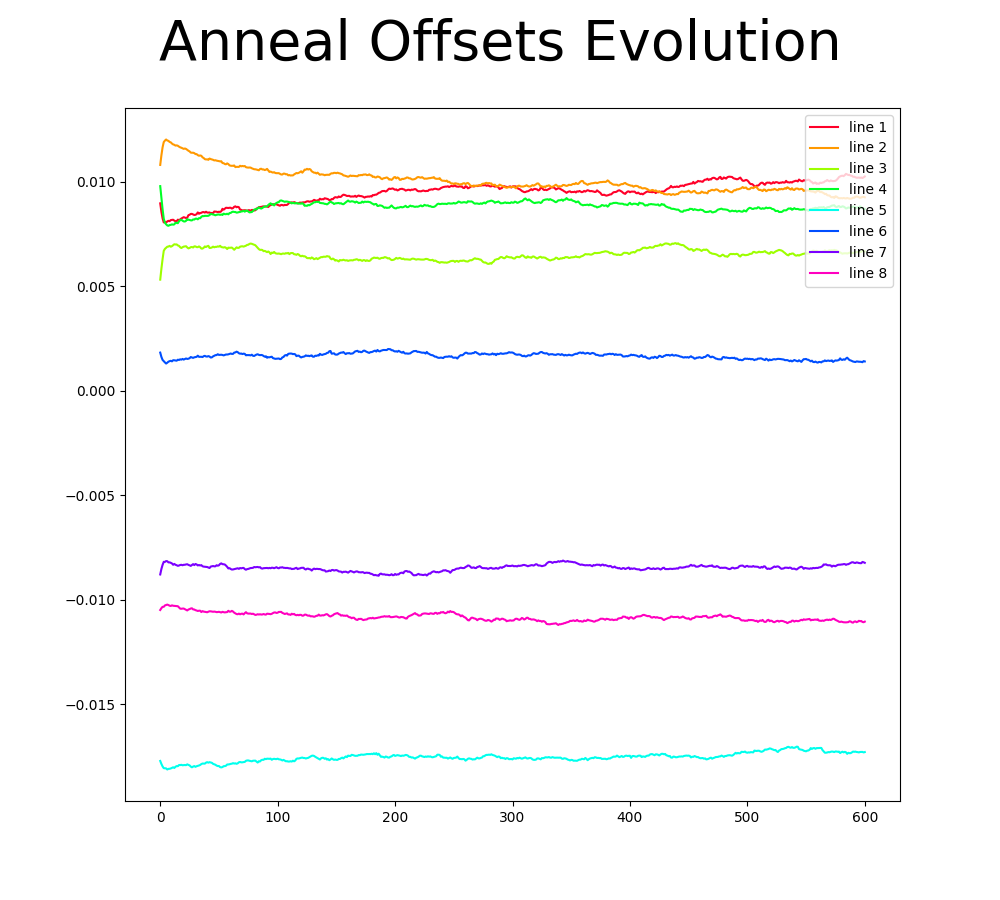 Anneal Offsets Evolution
line 1
line 2
line 3
line 4
line 5
line 6
line 7
line 8
0.010
0.005
0.000
−0.005
−0.010
−0.015
0 100 200 300 400 500 600